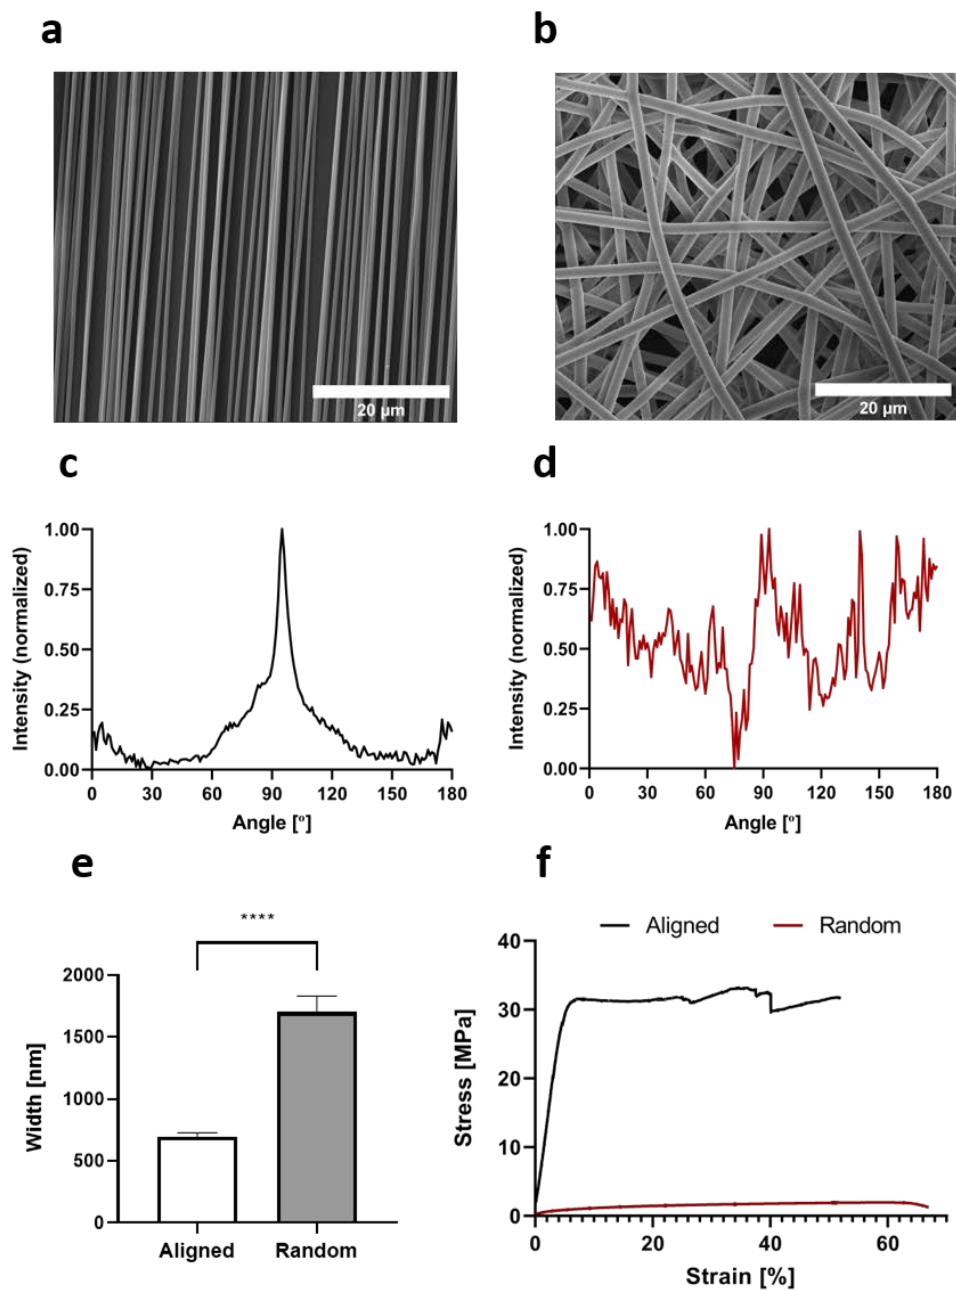 a
b
20 µm
20 µm
c
d
1.00
0.75
0.50
0.25
0.00
Intensity (normalized)
0 30 60 90 120 150 180
Angle [º]
1.00
0.75
0.50
0.25
0.00
Intensity (normalized)
0 30 60 90 120 150 180
Angle [º]
e
f
****
2000
1500
1000
500
0
Width [nm]
Aligned Random
Aligned Random
40
30
20
10
0
Stress [MPa]
0 20 40 60
Strain [%]